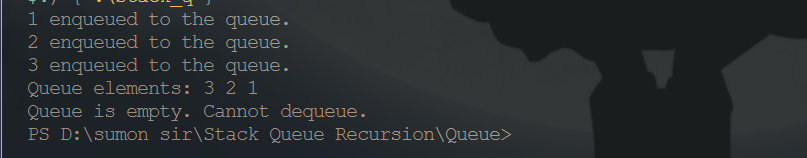 1 enqueued to the queue.
2 enqueued to the queue.
3 enqueued to the queue.
Queue elements: 3 2 1
Queue is empty. Cannot dequeue.
PS D:\sumon sir\Stack Queue Recursion\Queue>